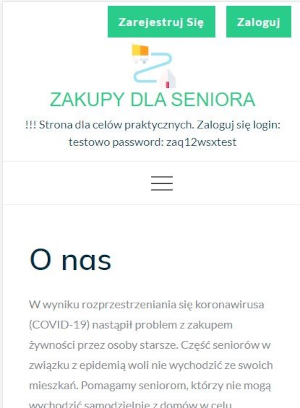 Zarejestruj Się Zaloguj
ZAKUPY DLA SENIORA
!!! Strona dla celów praktycznych. Zaloguj się login:
testowo password: zaq12wsxtest
O nas
W wyniku rozprzestrzeniania się koronawirusa
(COVID-19) nastąpił problem z zakupem
żywności przez osoby starsze. Część seniorów w
związku z epidemią woli nie wychodzić ze swoich
mieszkań. Pomagamy seniorom, którzy nie mogą
wychodzić samodzielnie z domów w celu